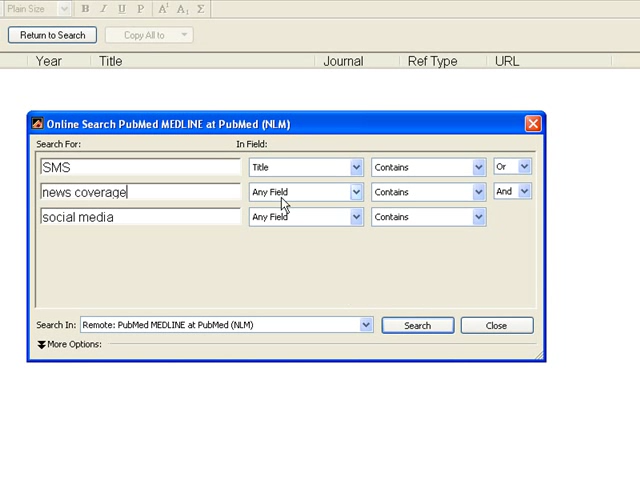 Plain Size B I U P A¹ A₁ Σ
Return to Search Copy All to
Year Title Journal Ref Type URL
Online Search PubMed MEDLINE at PubMed (NLM)
Search For: In Field:
SMS Title Contains Or
news coverage Any Field Contains And
social media Any Field Contains
Search In: Remote: PubMed MEDLINE at PubMed (NLM) Search Close
More Options: